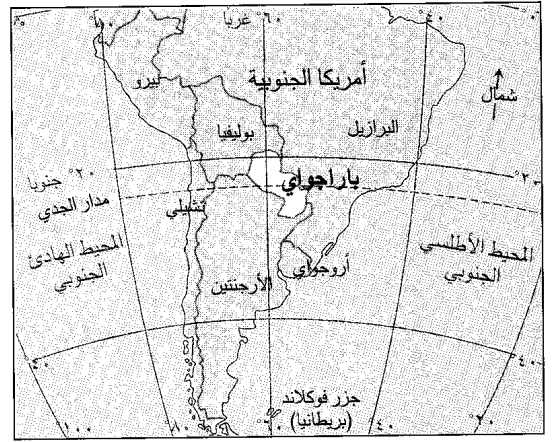 °٦٠ غربا
°٤٠
بيرو
أمريكا الجنوبية
شمال
بوليفيا
البرازيل
°٢٠ جنوبا
°٢٠
باراجواي
مدار الجدي
تشيلي
المحيط الهادئ
الجنوبي
المحيط الأطلسي
الجنوبي
أروجواي
الأرجنتين
°٤٠
°٤٠
جزر فوكلاند
(بريطانيا)
°١٠٠
°٨٠
°٦٠
°٤٠
°٢٠